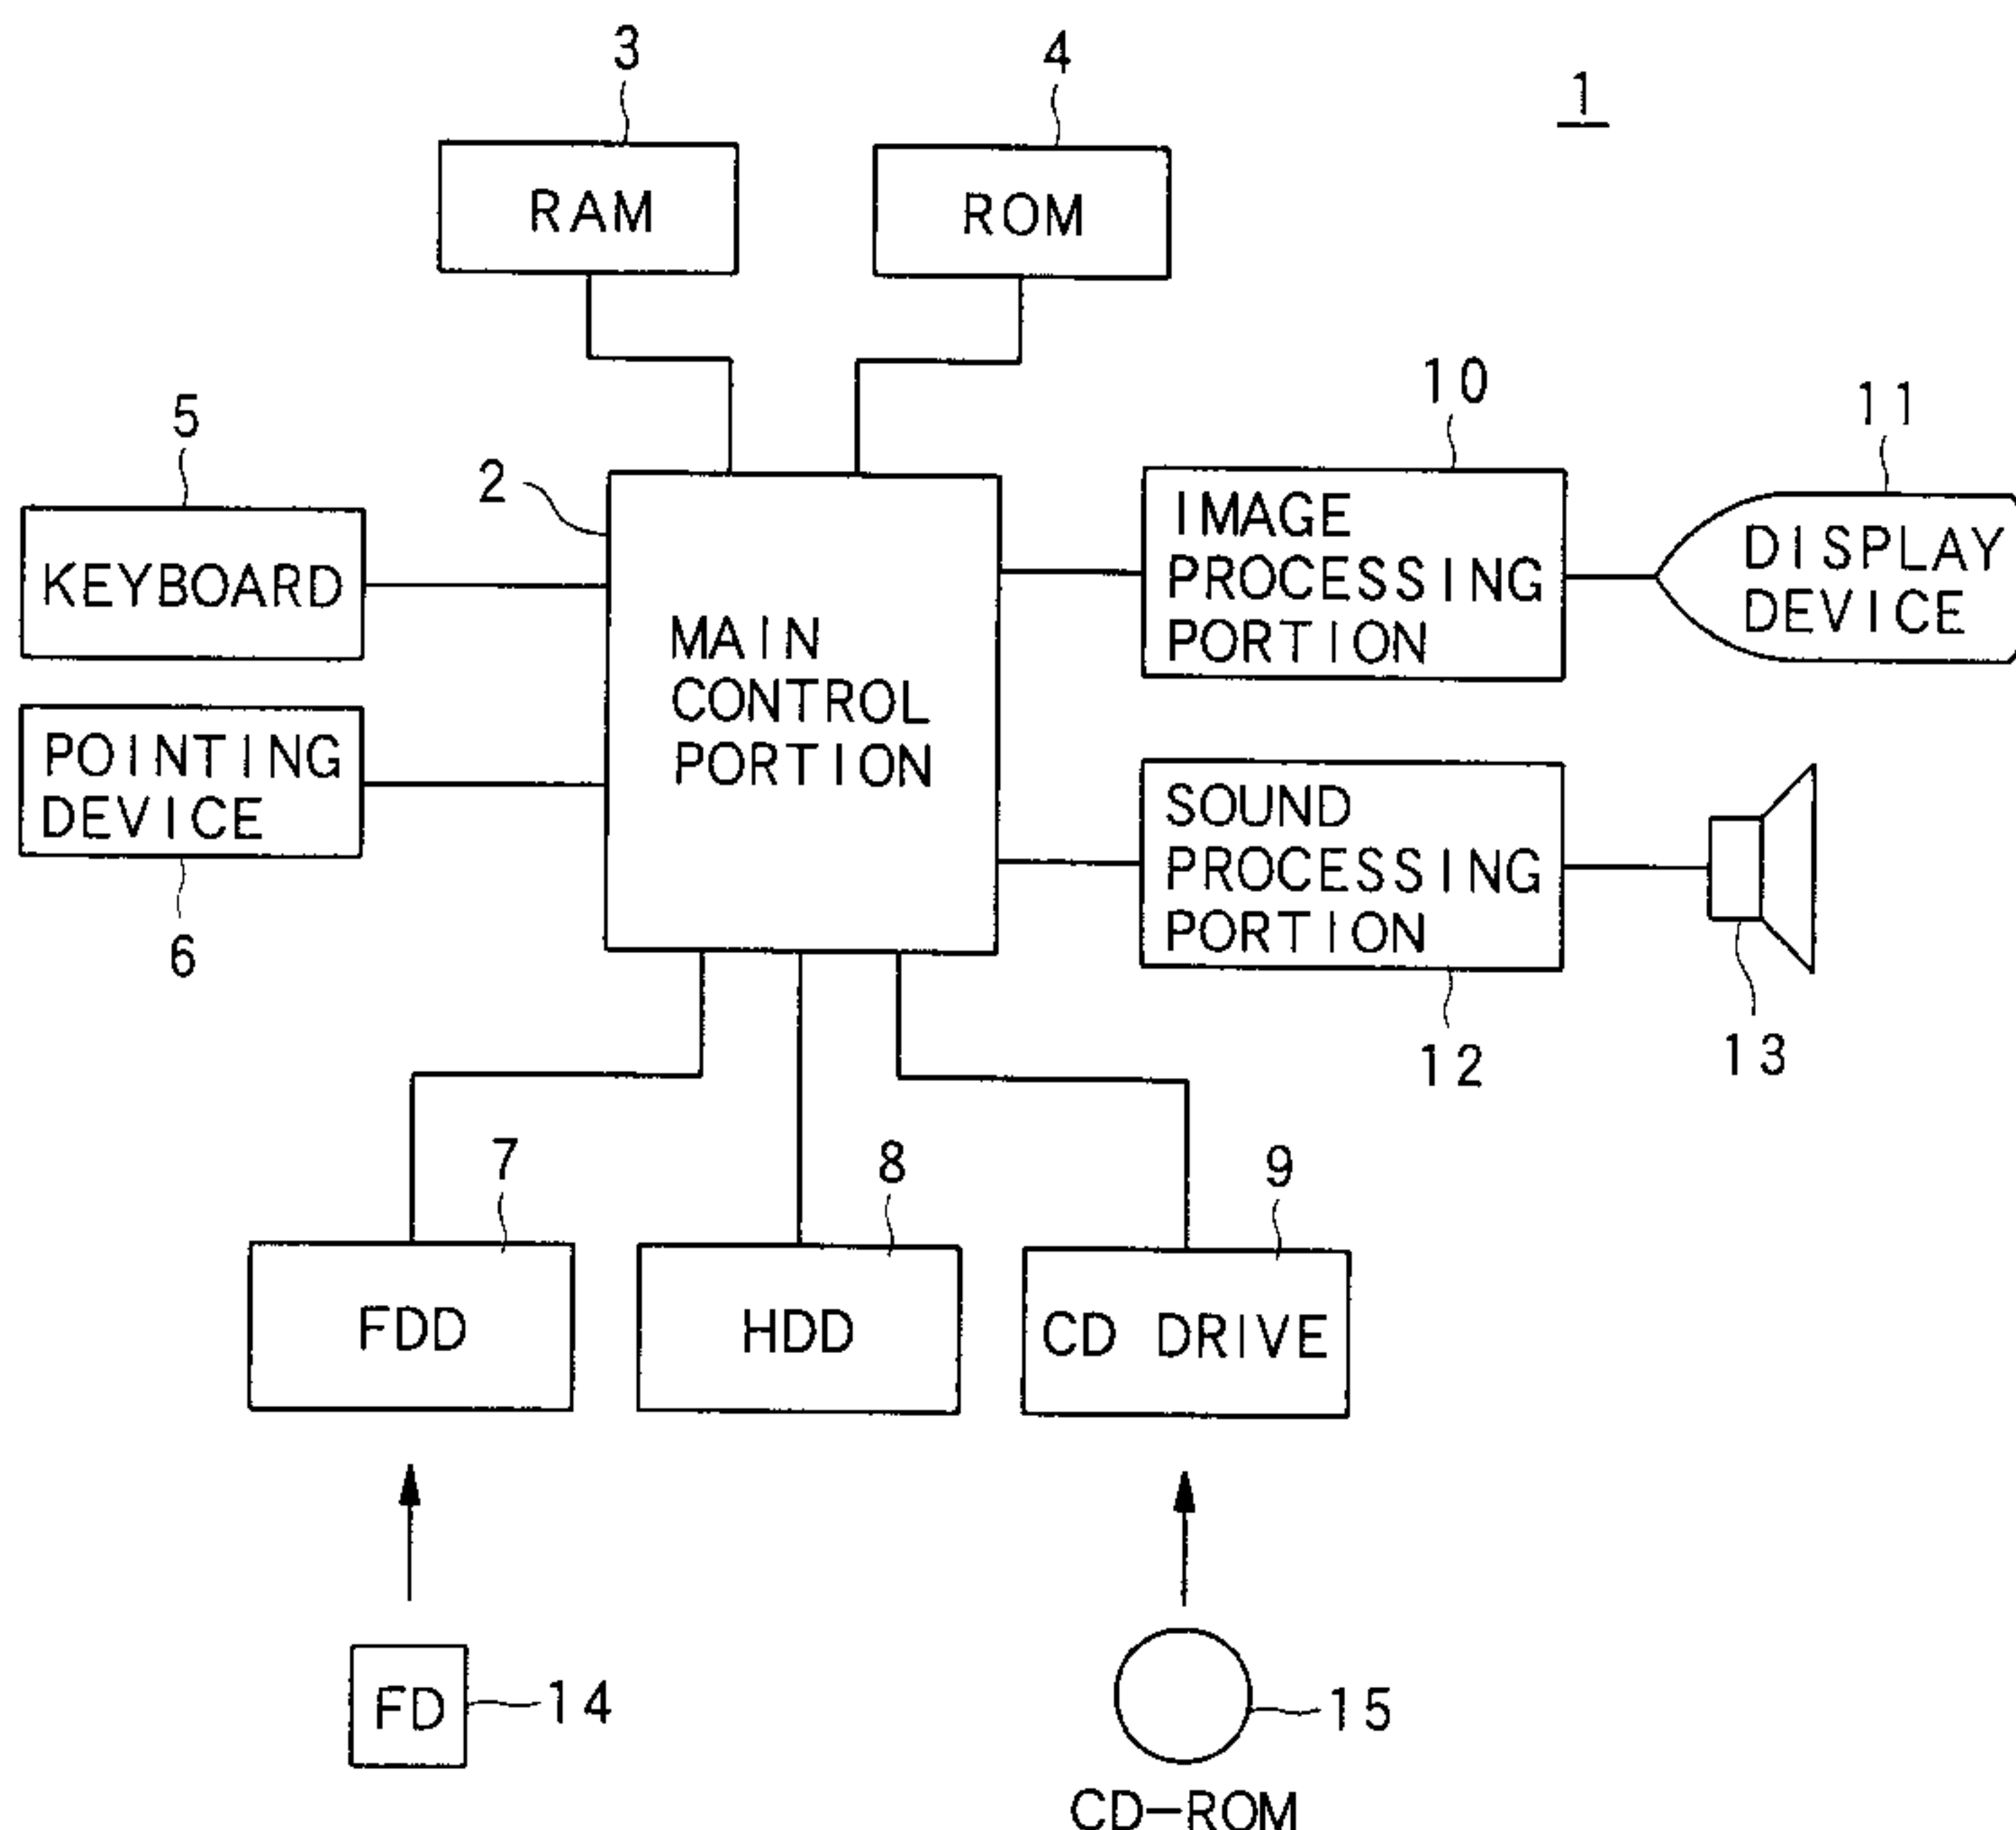 3
4
1
RAM
ROM
10
11
5
2
KEYBOARD
IMAGE
PROCESSING
PORTION
DISPLAY
DEVICE
MAIN
CONTROL
PORTION
POINTING
DEVICE
6
SOUND
PROCESSING
PORTION
12
13
7
8
9
FDD
HDD
CD DRIVE
FD
14
15
CD-ROM